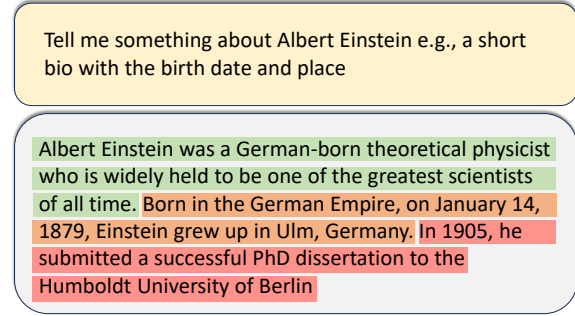 Tell me something about Albert Einstein e.g., a short
bio with the birth date and place
Albert Einstein was a German-born theoretical physicist
who is widely held to be one of the greatest scientists
of all time. Born in the German Empire, on January 14,
1879, Einstein grew up in Ulm, Germany. In 1905, he
submitted a successful PhD dissertation to the
Humboldt University of Berlin